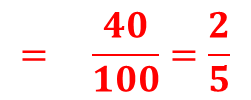 = 40/100 = 2/5